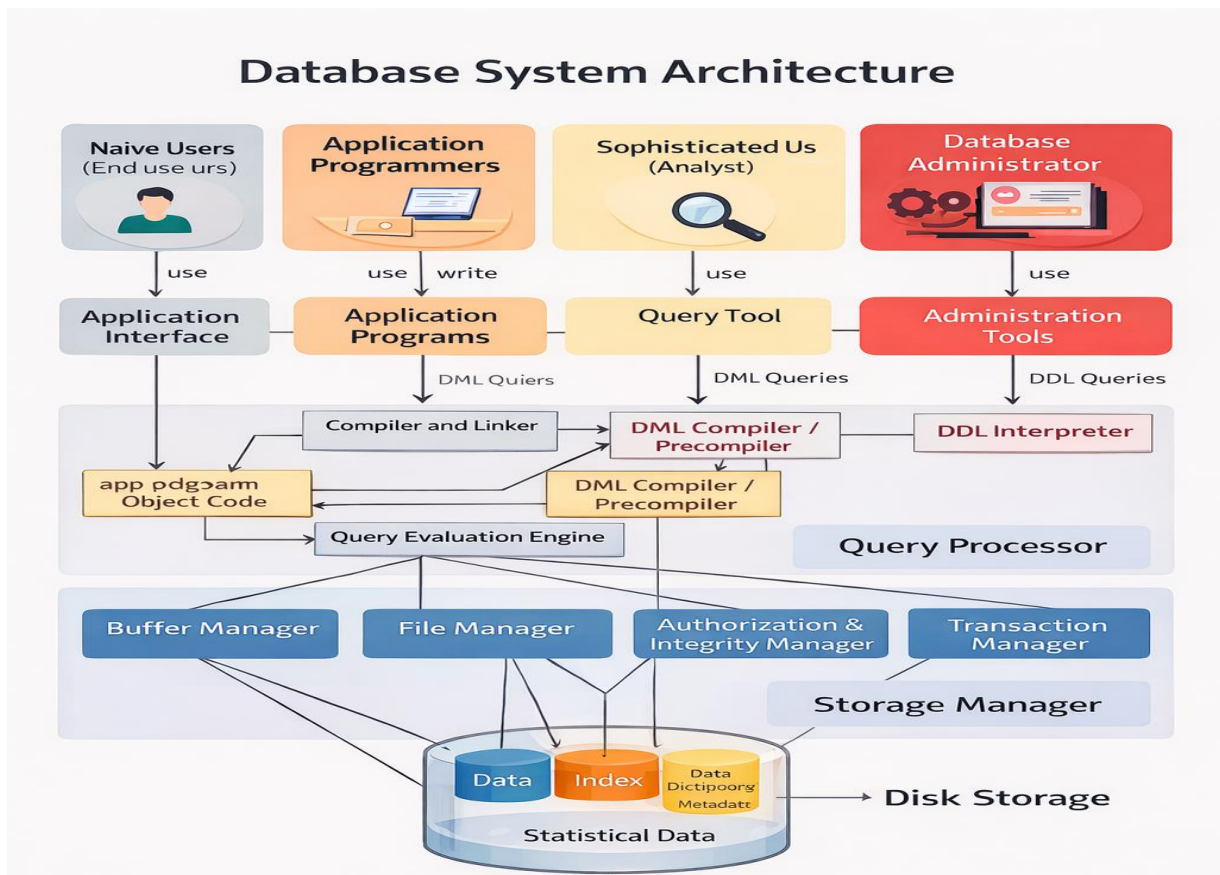 Database System Architecture
Naive Users
(End use urs)
Application
Programmers
Sophisticated Us
(Analyst)
Database
Administrator
use
use
write
use
use
Application
Interface
Application
Programs
Query Tool
Administration
Tools
DML Quiers
DML Queries
DDL Queries
Compiler and Linker
DML Compiler /
Precompiler
DDL Interpreter
app pdgɔam
Object Code
DML Compiler /
Precompiler
Query Evaluation Engine
Query Processor
Buffer Manager
File Manager
Authorization &
Integrity Manager
Transaction
Manager
Storage Manager
Data
Index
Data
Dictipoorg
Metadatt
Disk Storage
Statistical Data